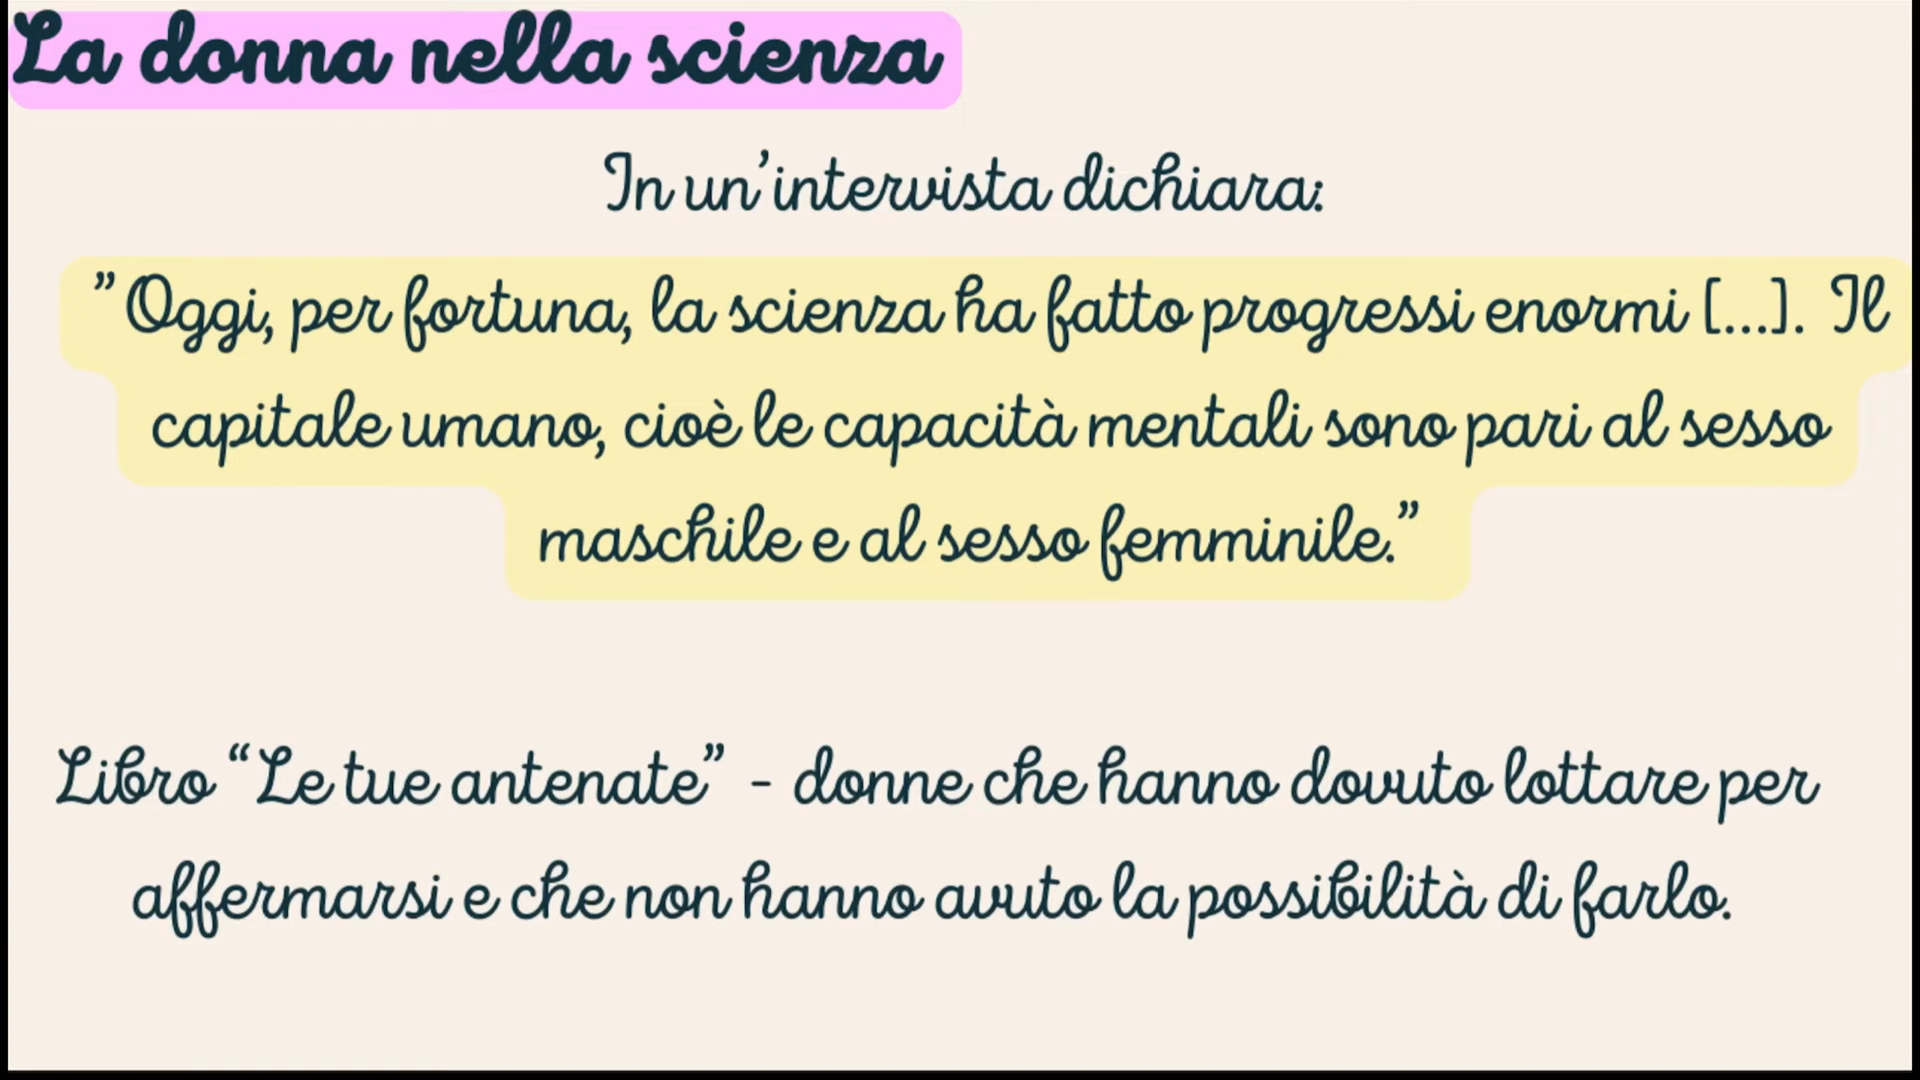 La donna nella scienza
In un’intervista dichiara:
”Oggi, per fortuna, la scienza ha fatto progressi enormi [...]. Il
capitale umano, cioè le capacità mentali sono pari al sesso
maschile e al sesso femminile.”
Libro “Le tue antenate” - donne che hanno dovuto lottare per
affermarsi e che non hanno avuto la possibilità di farlo.